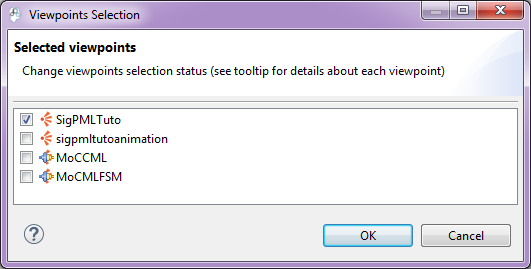 Viewpoints Selection
Selected viewpoints
Change viewpoints selection status (see tooltip for details about each viewpoint)
SigPMLTuto
sigpmltutoanimation
MoCCML
MoCMLFSM
? OK Cancel